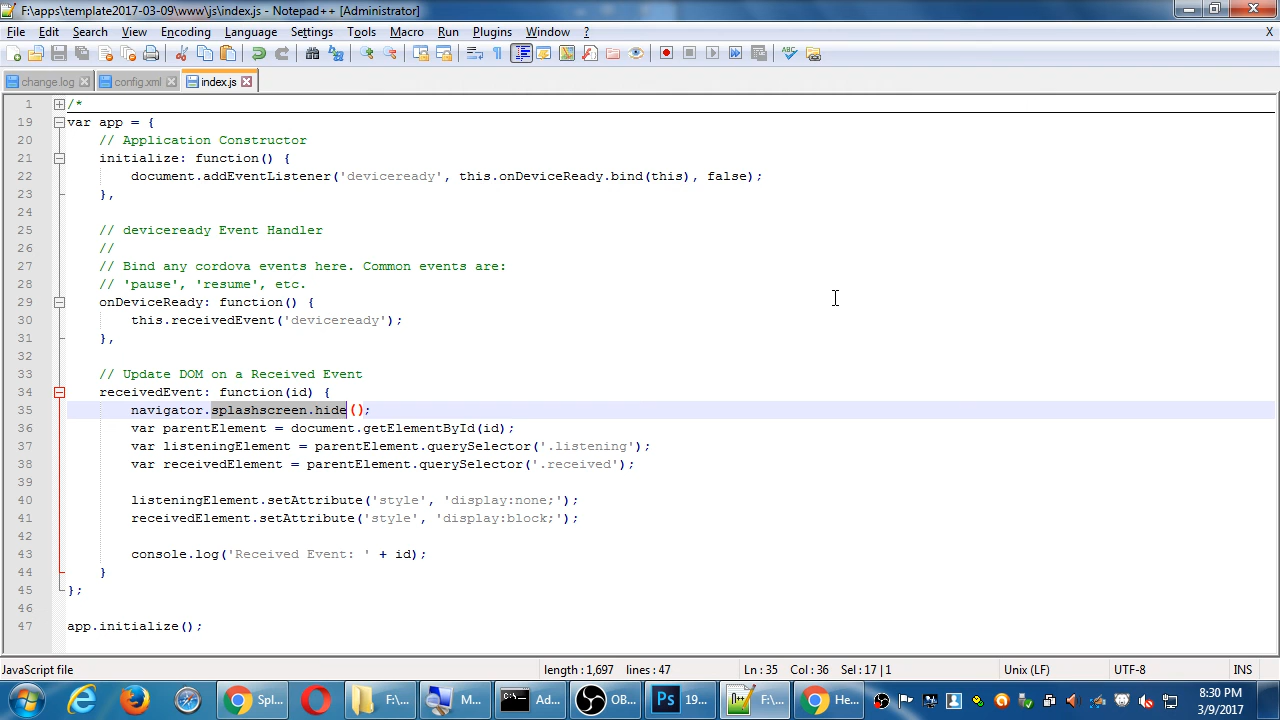 F:\apps\template2017-03-09\www\js\index.js - Notepad++ [Administrator]
File Edit Search View Encoding Language Settings Tools Macro Run Plugins Window ? X
change.log config.xml index.js
1 /*
19 var app = {
20 // Application Constructor
21 initialize: function() {
22 document.addEventListener('deviceready', this.onDeviceReady.bind(this), false);
23 },
24
25 // deviceready Event Handler
26 //
27 // Bind any cordova events here. Common events are:
28 // 'pause', 'resume', etc.
29 onDeviceReady: function() {
30 this.receivedEvent('deviceready');
31 },
32
33 // Update DOM on a Received Event
34 receivedEvent: function(id) {
35 navigator.splashscreen.hide();
36 var parentElement = document.getElementById(id);
37 var listeningElement = parentElement.querySelector('.listening');
38 var receivedElement = parentElement.querySelector('.received');
39
40 listeningElement.setAttribute('style', 'display:none;');
41 receivedElement.setAttribute('style', 'display:block;');
42
43 console.log('Received Event: ' + id);
44 }
45 };
46
47 app.initialize();
JavaScript file length : 1,697 lines : 47 Ln : 35 Col : 36 Sel : 17 | 1 Unix (LF) UTF-8 INS
Spl... F:\... M... Ad... OB... Ps 19... F:\... He... 8:30 PM
3/9/2017